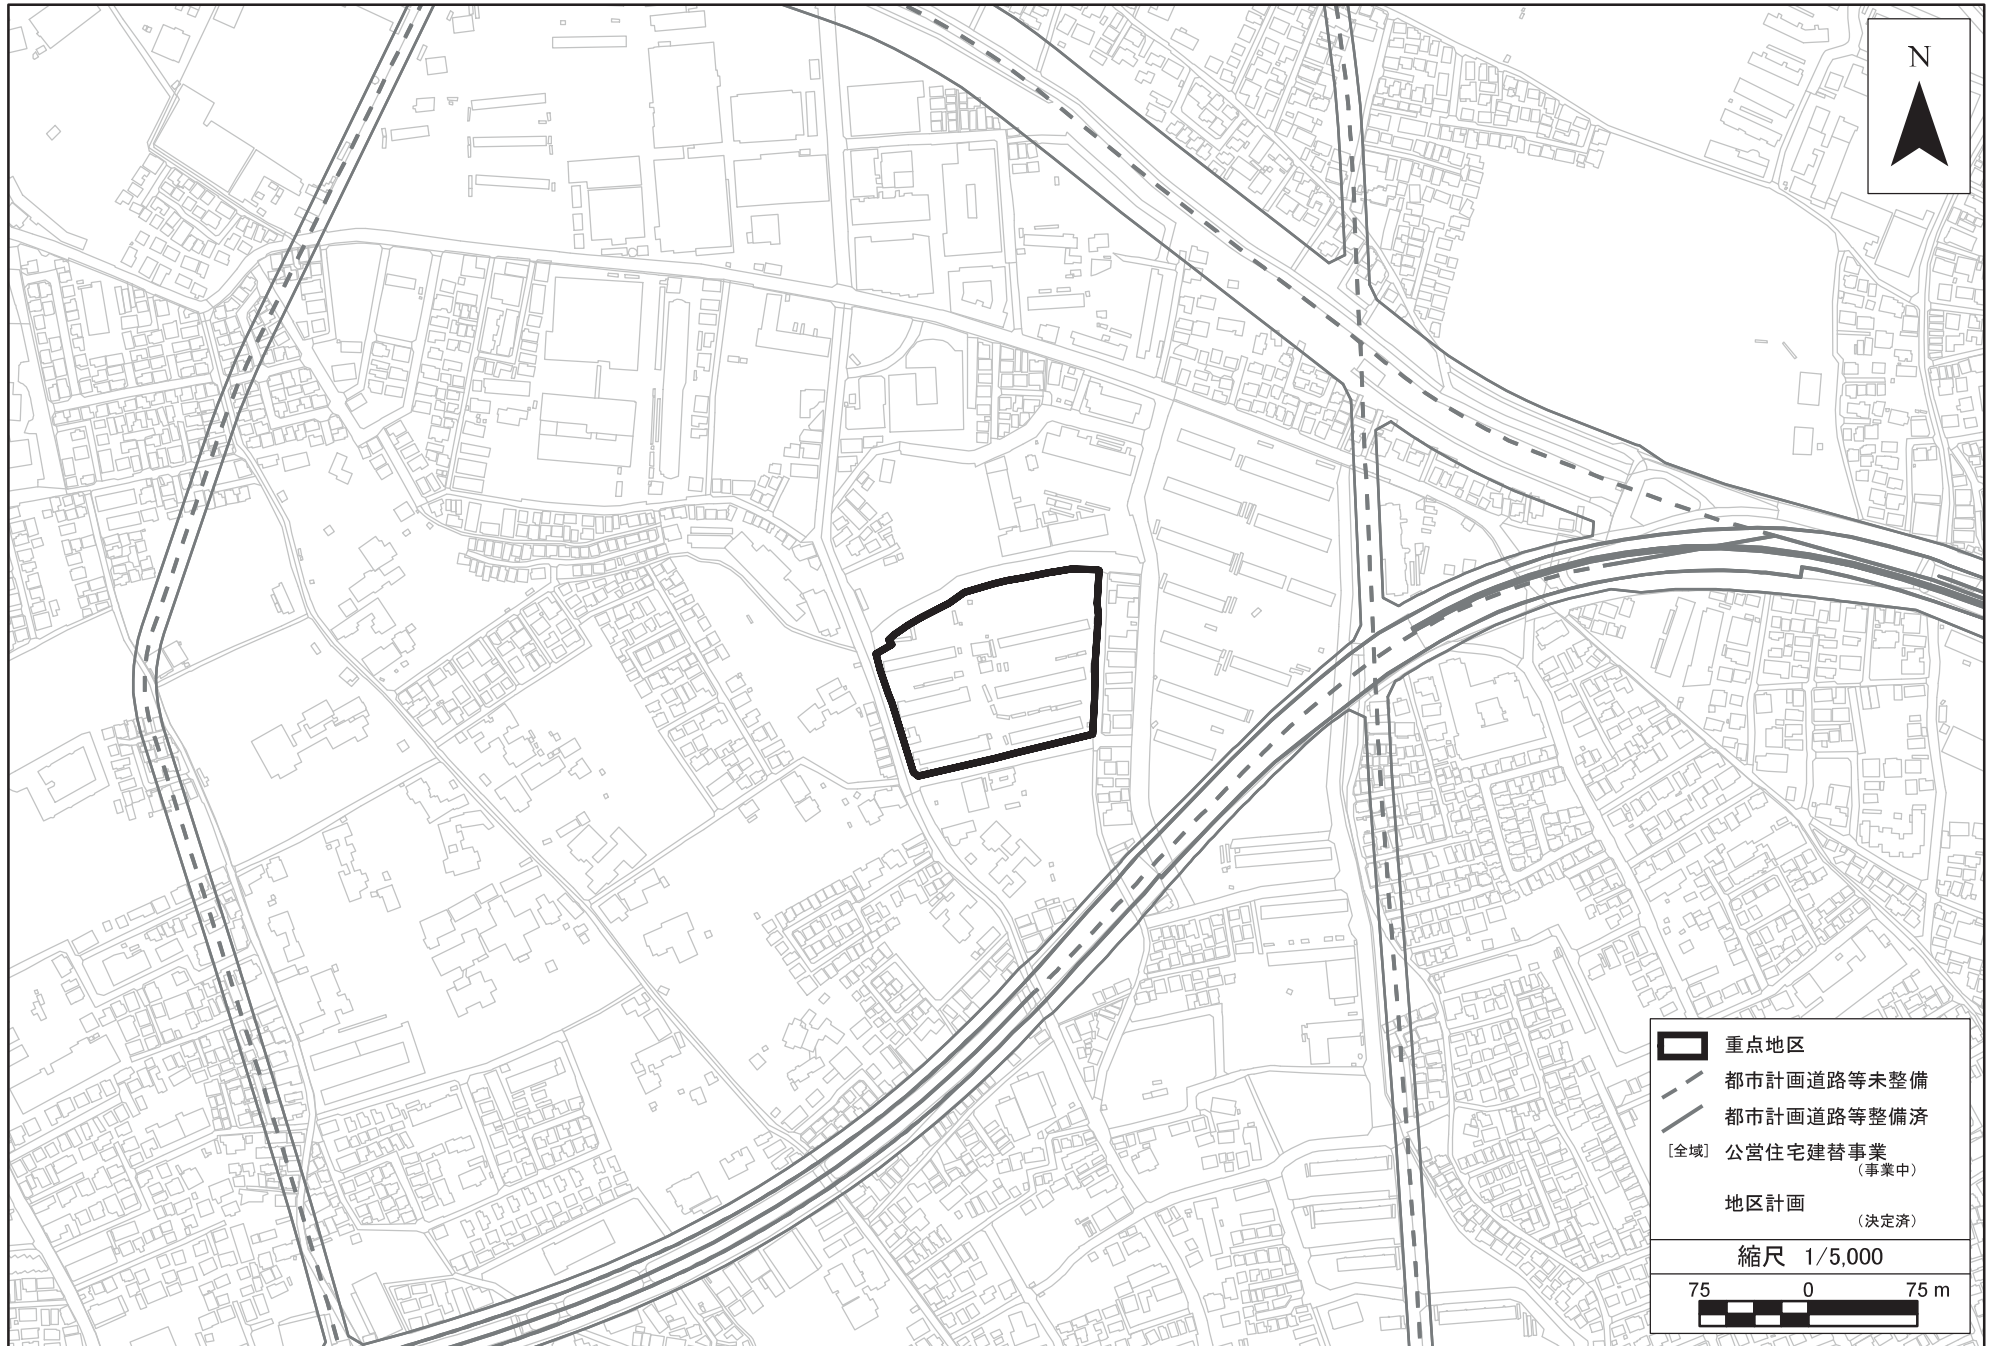 N
重点地区
都市計画道路等未整備
都市計画道路等整備済
[全域] 公営住宅建替事業
(事業中)
地区計画
(決定済)
縮尺 1/5,000
75 0 75 m